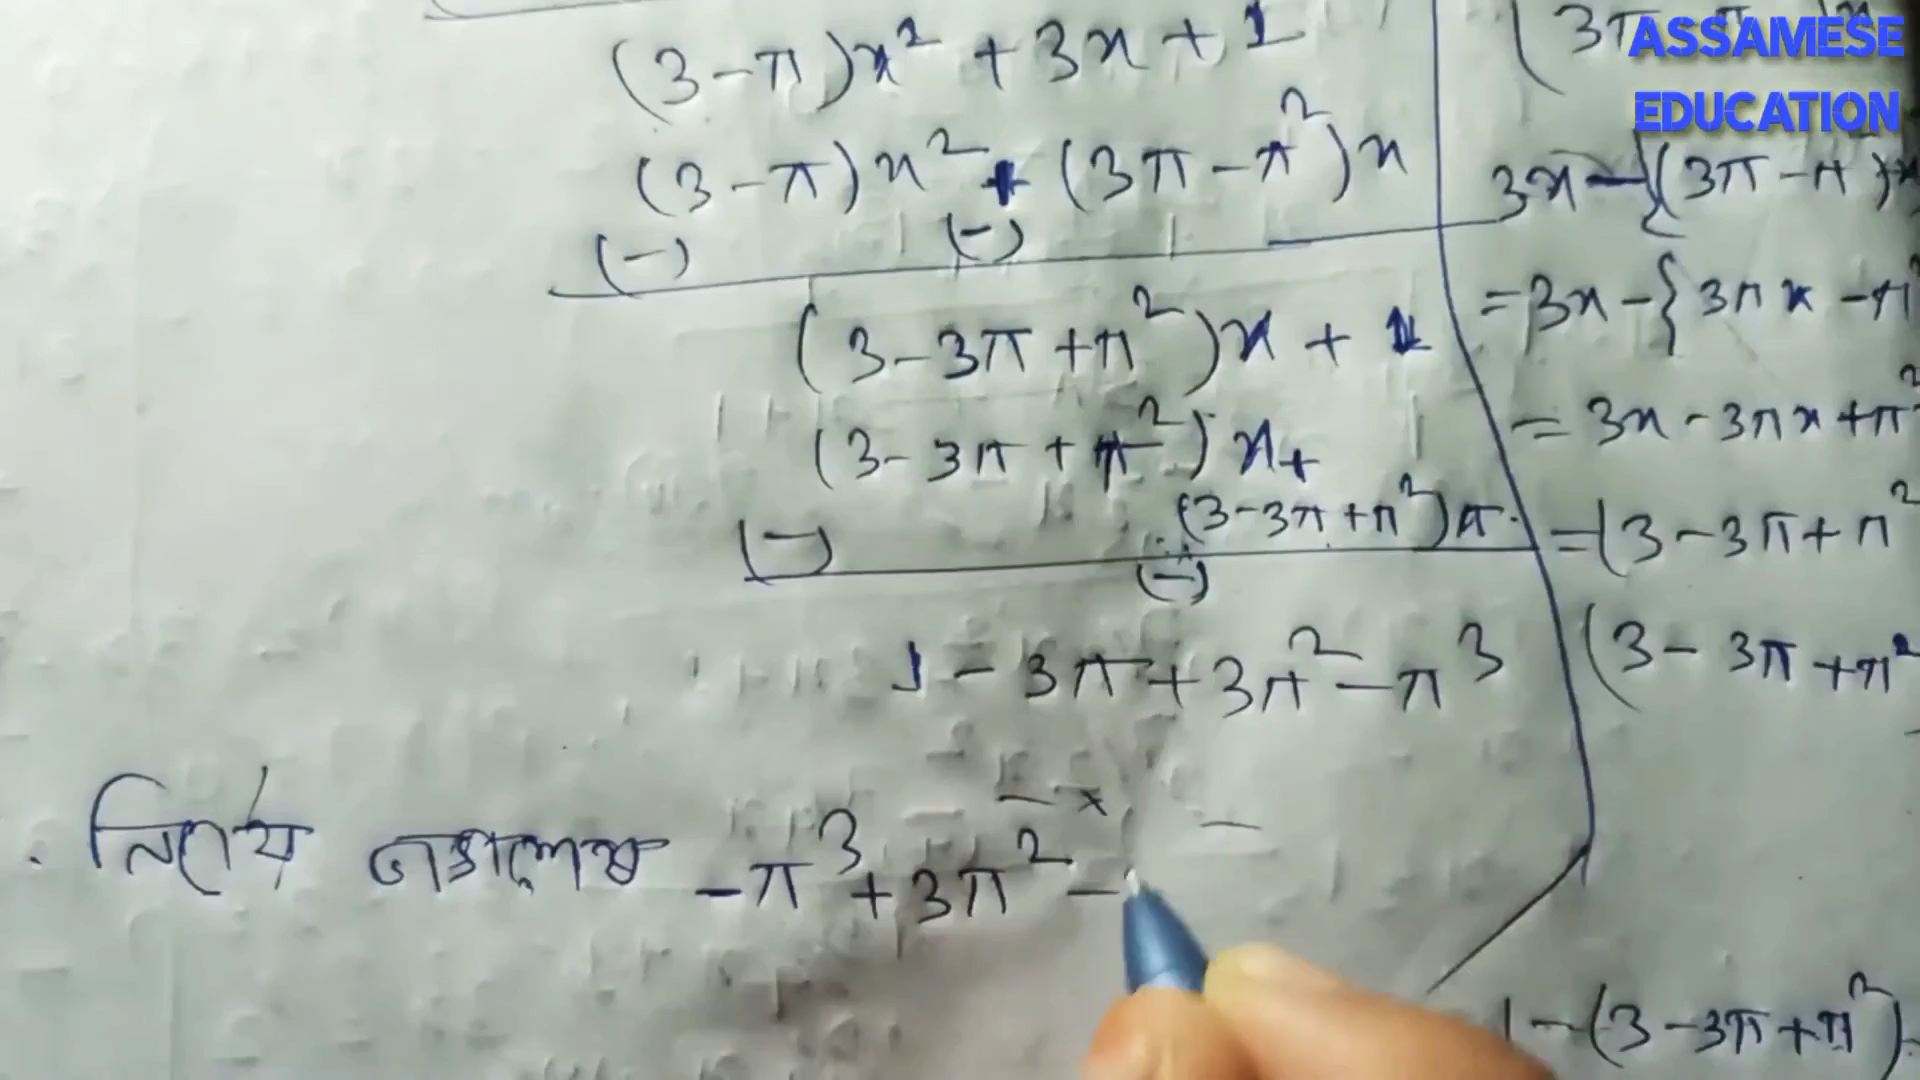 (3-π)x² + 3x + 1
(3-π)x² + (3π-π²)x
(-) (-)
(3-3π+π²)x + 1
(3-3π+π²)x+
(3-3π+π²)π
(-) (-)
1-3π+3π²-π³
×
নিৰ্ণেয় ভাগশেষ -π³+3π²-
ASSAMESE
EDUCATION
3x-{(3π-π²)x
=3x-{3πx-π²
=3x-3πx+π²
=(3-3π+π²
(3-3π+π²
1-(3-3π+π²)